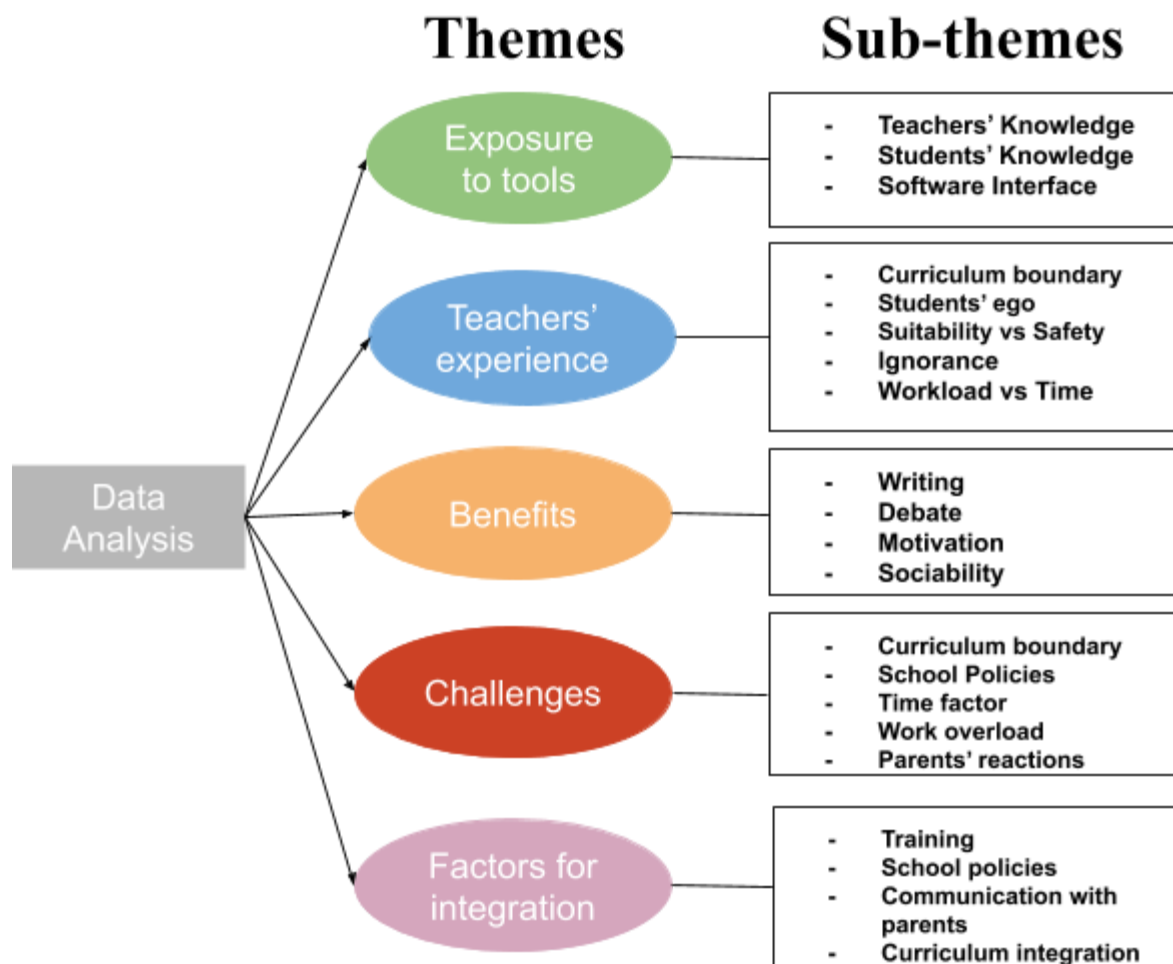 Themes
Sub-themes
Data
Analysis
Exposure
to tools
- Teachers’ Knowledge
- Students’ Knowledge
- Software Interface
Teachers’
experience
- Curriculum boundary
- Students’ ego
- Suitability vs Safety
- Ignorance
- Workload vs Time
Benefits
- Writing
- Debate
- Motivation
- Sociability
Challenges
- Curriculum boundary
- School Policies
- Time factor
- Work overload
- Parents’ reactions
Factors for
integration
- Training
- School policies
- Communication with
parents
- Curriculum integration